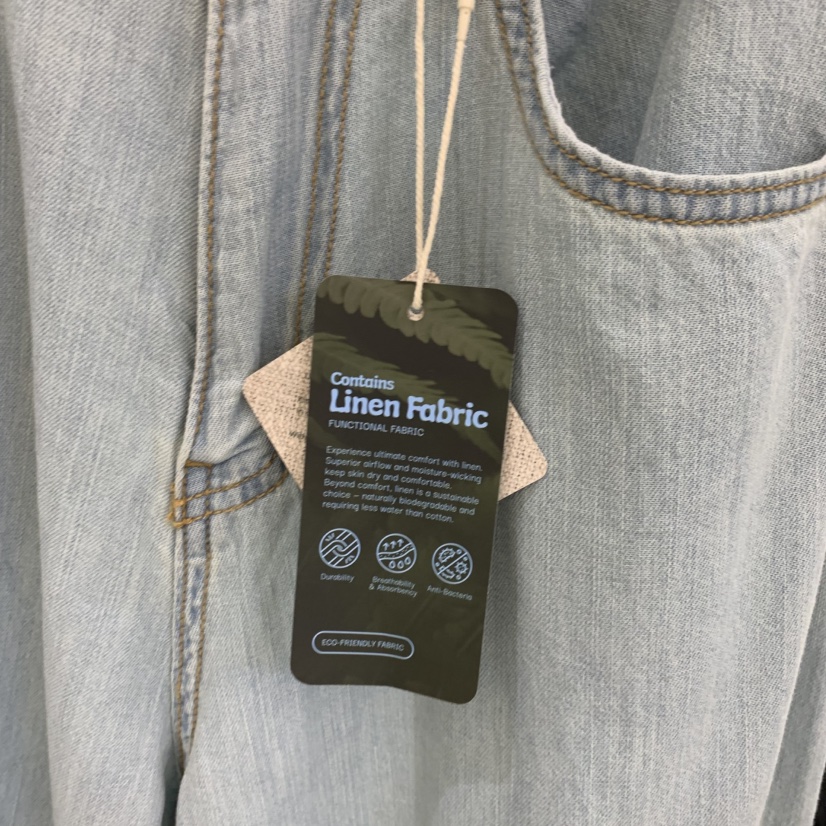 Contains
Linen Fabric
FUNCTIONAL FABRIC
Experience ultimate comfort with linen.
Superior airflow and moisture-wicking
keep skin dry and comfortable.
Beyond comfort, linen is a sustainable
choice – naturally biodegradable and
requiring less water than cotton.
Durability
Breathability
& Absorbency
Anti-Bacteria
ECO-FRIENDLY FABRIC